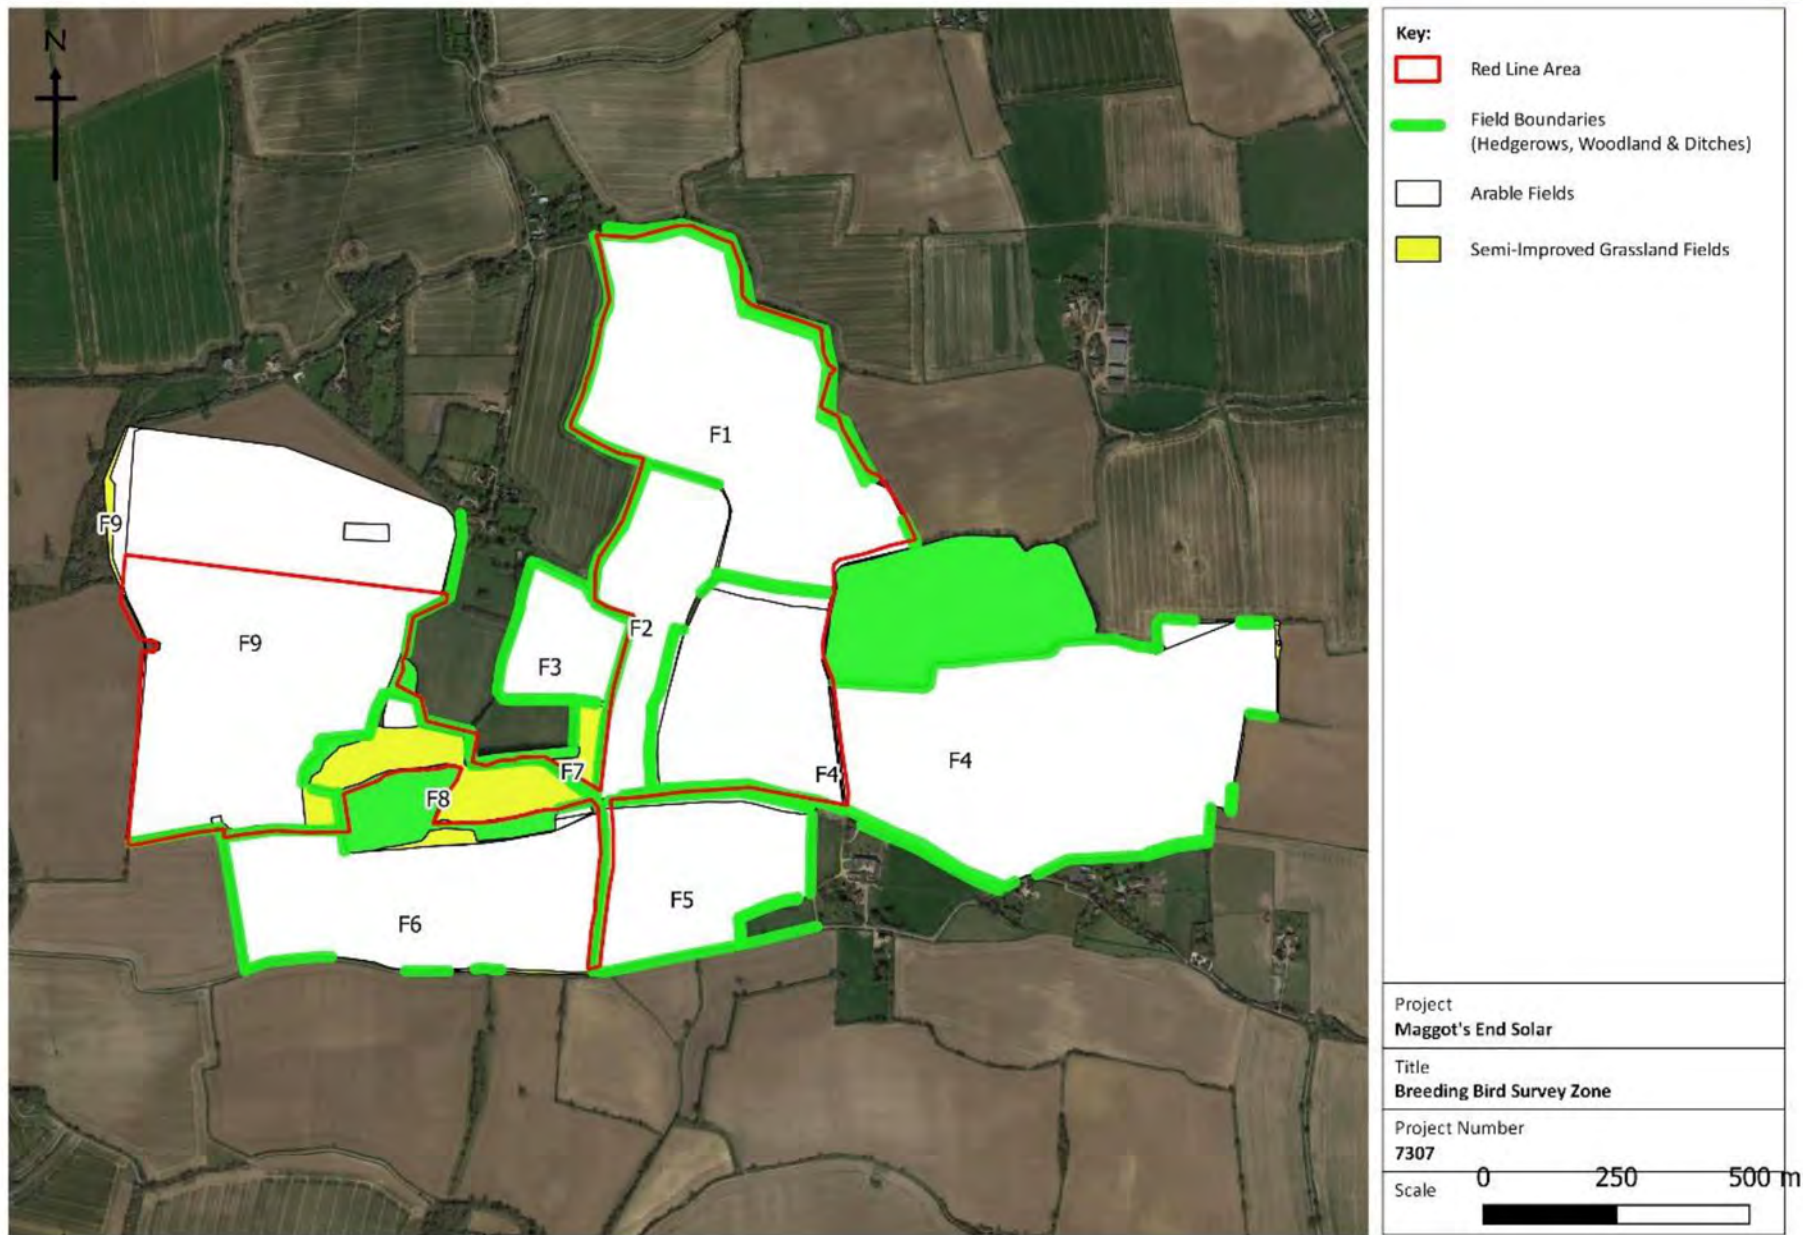 N
F1
F9
F2
F9
F3
F4
F7
F4
F8
F5
F6
Key:
Red Line Area
Field Boundaries
(Hedgerows, Woodland & Ditches)
Arable Fields
Semi-Improved Grassland Fields
Project
Maggot's End Solar
Title
Breeding Bird Survey Zone
Project Number
7307
Scale
0 250 500 m